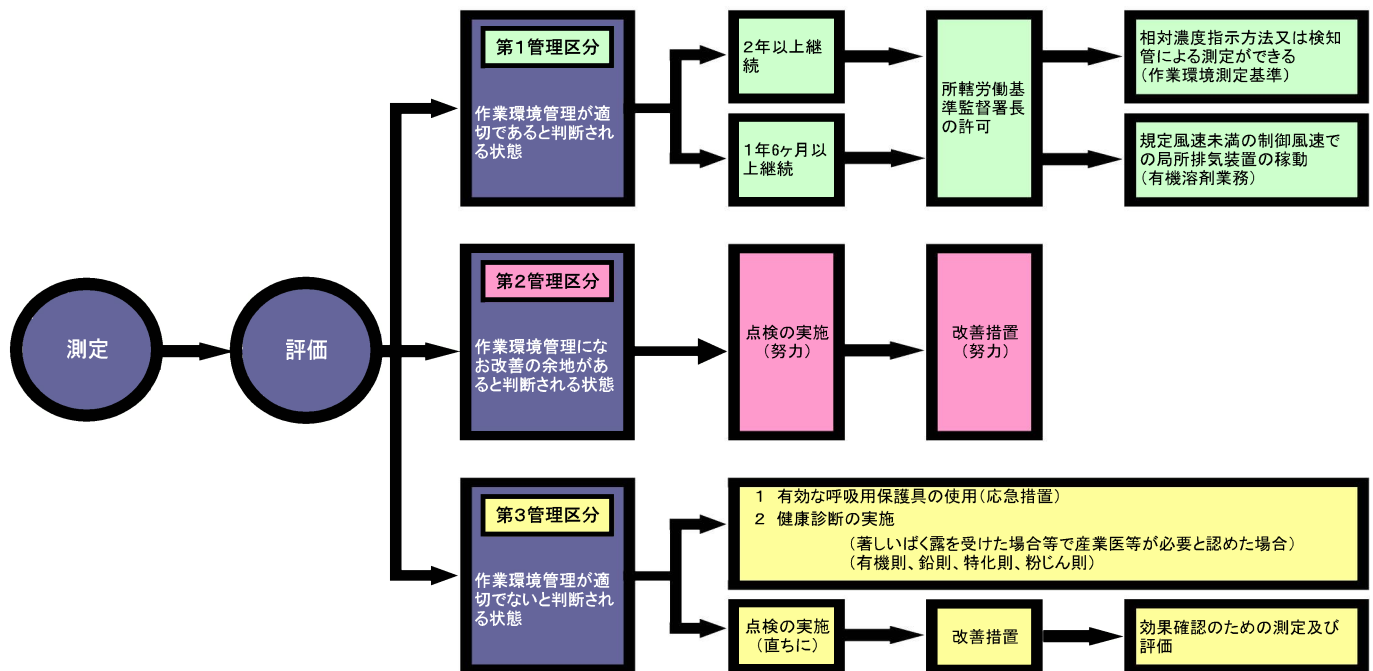 測定
評価
第1管理区分
作業環境管理が適
切であると判断され
る状態
2年以上継
続
1年6ヶ月以
上継続
所轄労働基
準監督署長
の許可
相対濃度指示方法又は検知
管による測定ができる
(作業環境測定基準)
規定風速未満の制御風速で
の局所排気装置の稼動
(有機溶剤業務)
第2管理区分
作業環境管理にな
お改善の余地があ
ると判断される状態
点検の実施
(努力)
改善措置
(努力)
第3管理区分
作業環境管理が適
切でないと判断され
る状態
1 有効な呼吸用保護具の使用(応急措置)
2 健康診断の実施
(著しいばく露を受けた場合等で産業医等が必要と認めた場合)
(有機則、鉛則、特化則、粉じん則)
点検の実施
(直ちに)
改善措置
効果確認のための測定及び
評価